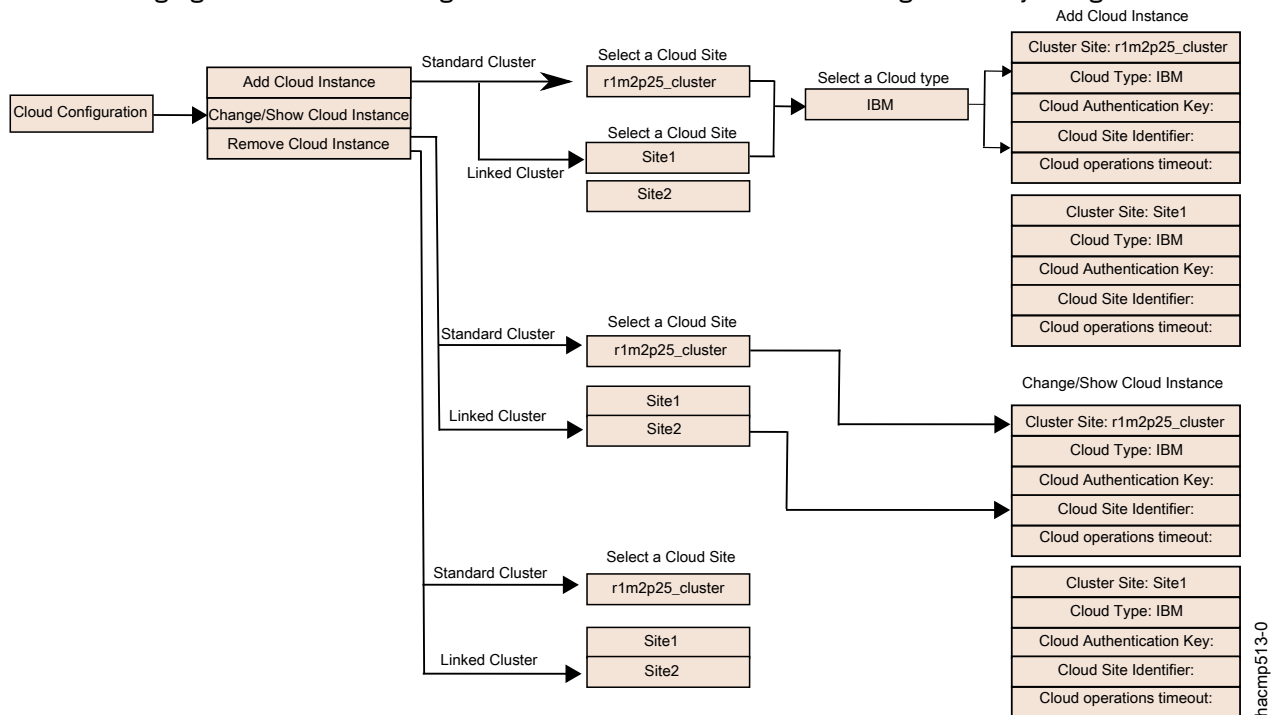 Add Cloud Instance
Cloud Configuration
Add Cloud Instance
Change/Show Cloud Instance
Remove Cloud Instance
Standard Cluster
Linked Cluster
Select a Cloud Site
r1m2p25_cluster
Select a Cloud Site
Site1
Site2
Select a Cloud type
IBM
Cluster Site: r1m2p25_cluster
Cloud Type: IBM
Cloud Authentication Key:
Cloud Site Identifier:
Cloud operations timeout:
Cluster Site: Site1
Cloud Type: IBM
Cloud Authentication Key:
Cloud Site Identifier:
Cloud operations timeout:
Standard Cluster
Select a Cloud Site
r1m2p25_cluster
Linked Cluster
Site1
Site2
Change/Show Cloud Instance
Cluster Site: r1m2p25_cluster
Cloud Type: IBM
Cloud Authentication Key:
Cloud Site Identifier:
Cloud operations timeout:
Standard Cluster
Select a Cloud Site
r1m2p25_cluster
Linked Cluster
Site1
Site2
Cluster Site: Site1
Cloud Type: IBM
Cloud Authentication Key:
Cloud Site Identifier:
Cloud operations timeout:
hacmp513-0